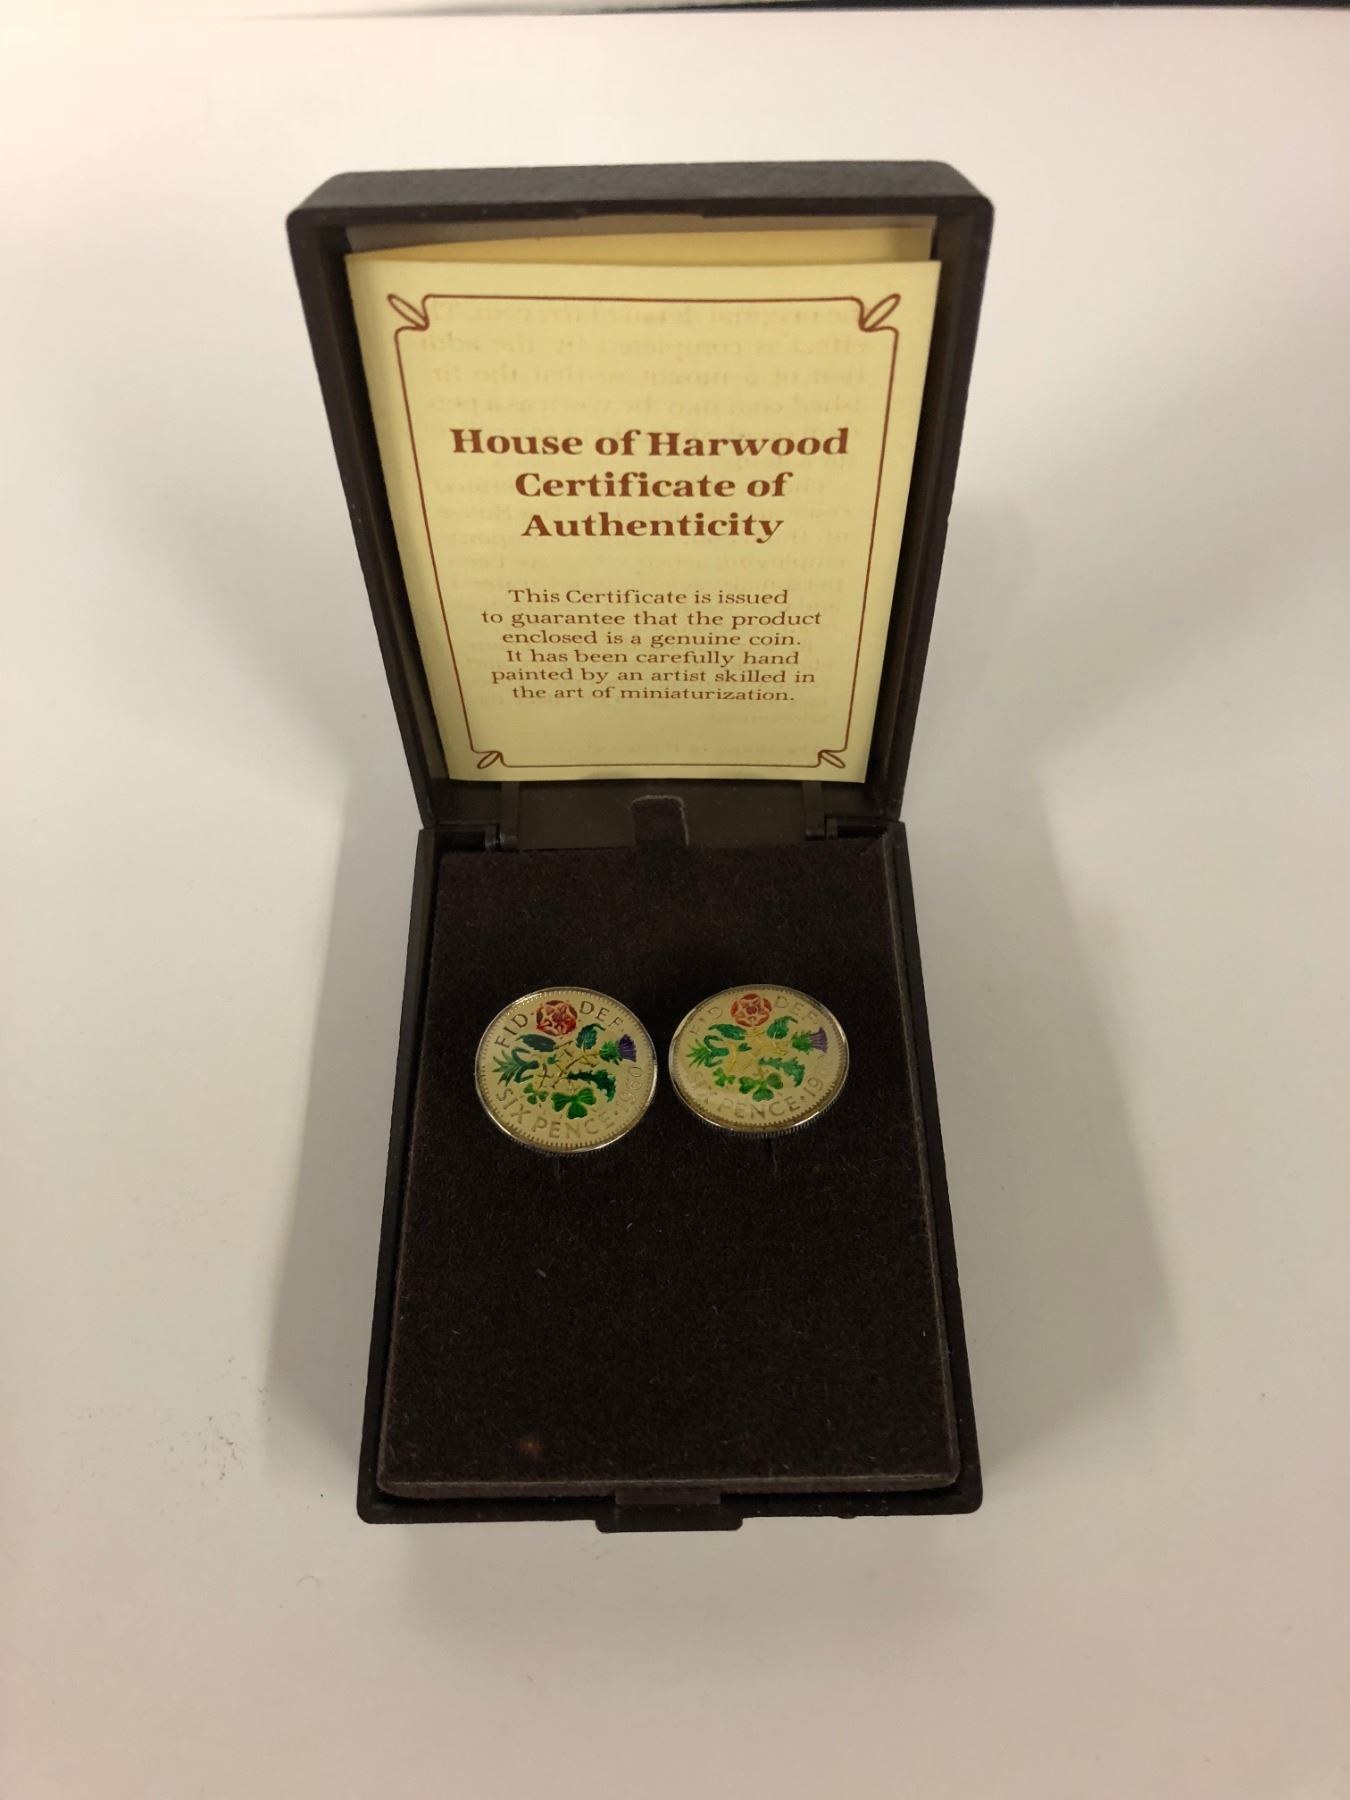 House of Harwood
Certificate of
Authenticity
This Certificate is issued
to guarantee that the product
enclosed is a genuine coin.
It has been carefully hand
painted by an artist skilled in
the art of miniaturization.
FID · DEF
SIX PENCE · 1960
FID DEF
SIX PENCE ·